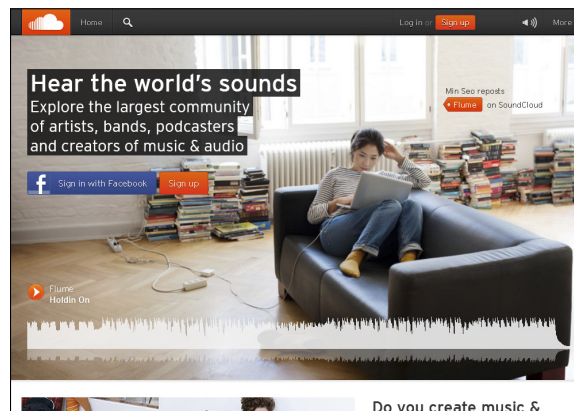 Home
Log in or Sign up
More
Hear the world's sounds
Explore the largest community
of artists, bands, podcasters
and creators of music & audio
Min Seo reposts
Flume on SoundCloud
f Sign in with Facebook
Sign up
Flume
Holdin On
Do you create music &